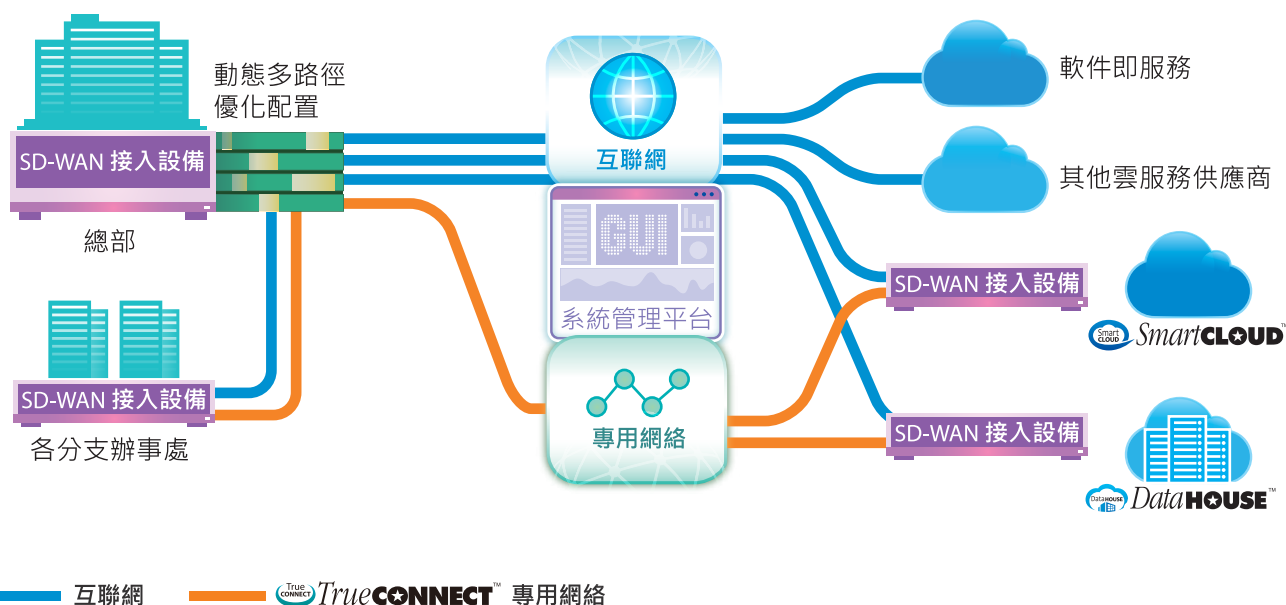 動態多路徑
優化配置
SD-WAN 接入設備
總部
SD-WAN 接入設備
各分支辦事處
互聯網
GUI
系統管理平台
專用網絡
軟件即服務
其他雲服務供應商
SD-WAN 接入設備
Smart CLOUD SmartCLOUD™
SD-WAN 接入設備
DataHOUSE DataHOUSE™
互聯網
True CONNECT TrueCONNECT™ 專用網絡